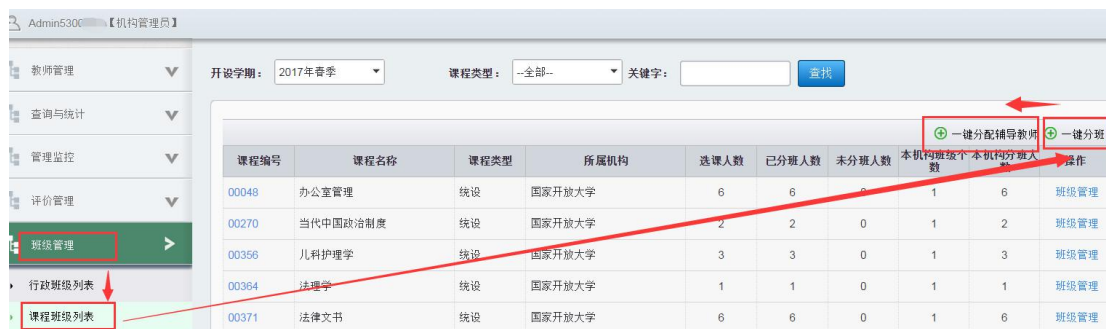 Admin530 【机构管理员】
教师管理
查询与统计
管理监控
评价管理
班级管理
行政班级列表
课程班级列表
开设学期： 2017年春季 课程类型： --全部-- 关键字： 查找
一键分配辅导教师 一键分班
课程编号 课程名称 课程类型 所属机构 选课人数 已分班人数 未分班人数 本机构班级个数 本机构分班人数 操作
00048 办公室管理 统设 国家开放大学 6 6 1 6 班级管理
00270 当代中国政治制度 统设 国家开放大学 2 2 0 1 2 班级管理
00356 儿科护理学 统设 国家开放大学 3 3 0 1 3 班级管理
00364 法理学 统设 国家开放大学 1 1 0 1 1 班级管理
00371 法律文书 统设 国家开放大学 6 6 0 1 6 班级管理